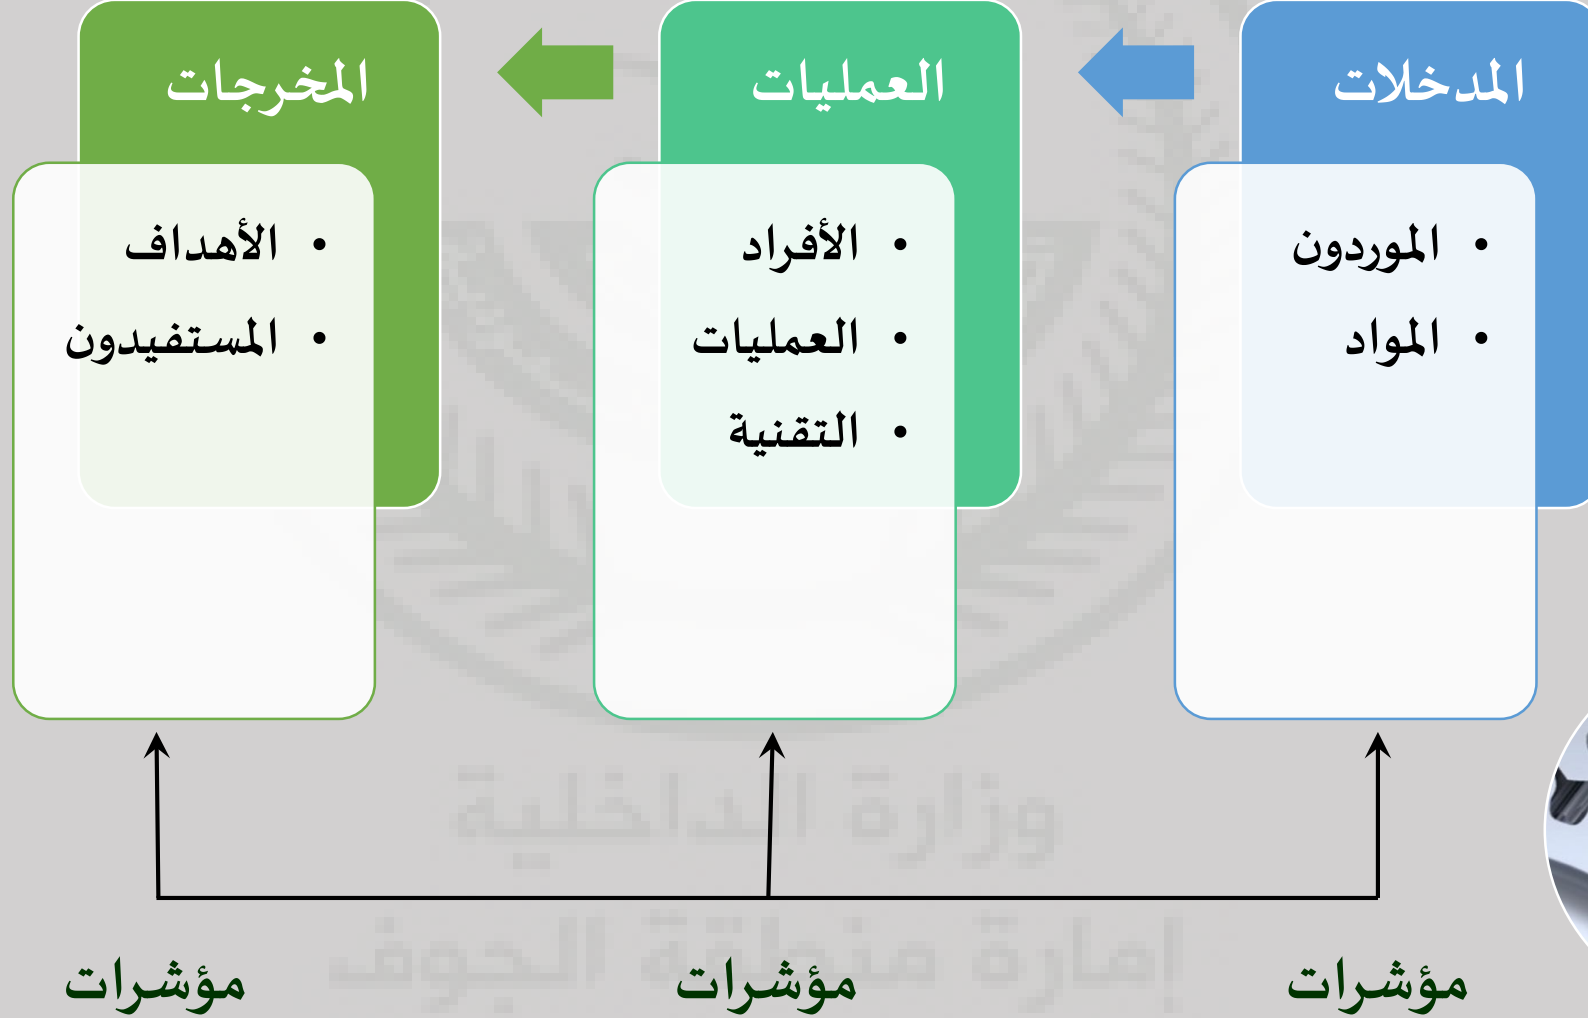 المدخلات
الموردون
المواد
العمليات
الأفراد
العمليات
التقنية
المخرجات
الأهداف
المستفيدون
وزارة الداخلية
إمارة منطقة الجوف
مؤشرات
مؤشرات
مؤشرات